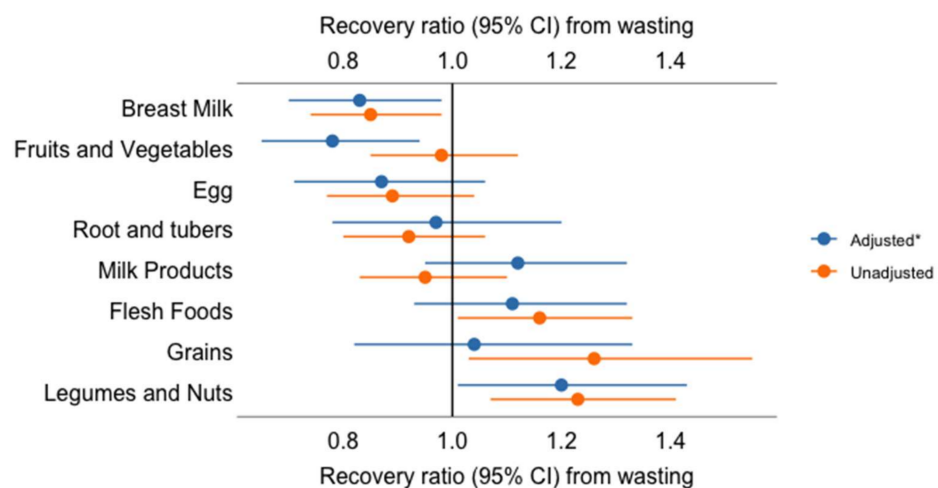 Recovery ratio (95% CI) from wasting
0.8 1.0 1.2 1.4
Breast Milk
Fruits and Vegetables
Egg
Root and tubers
Milk Products
Flesh Foods
Grains
Legumes and Nuts
Adjusted*
Unadjusted
0.8 1.0 1.2 1.4
Recovery ratio (95% CI) from wasting